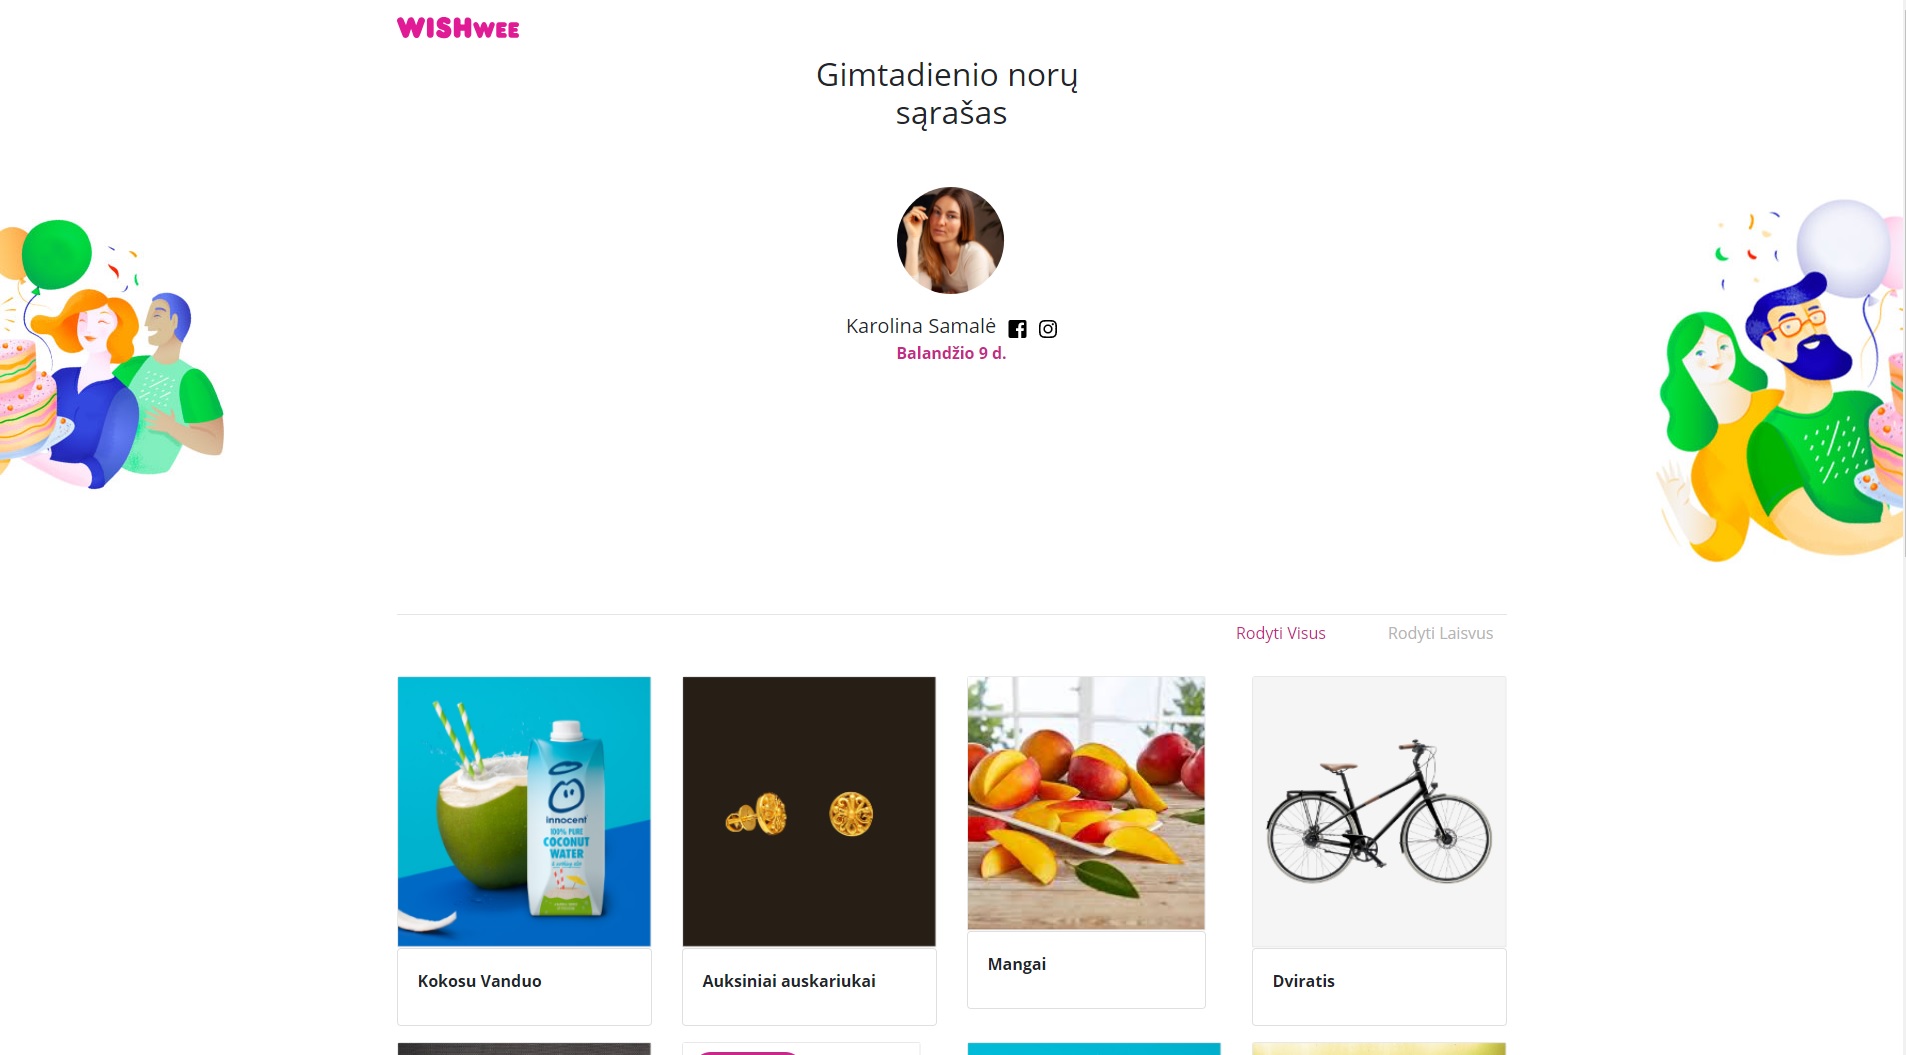 WISHWEE
Gimtadienio norų
sąrašas
Karolina Samalė
Balandžio 9 d.
Rodyti Visus
Rodyti Laisvus
innocent
100% PURE
COCONUT
WATER
Kokosu Vanduo
Auksiniai auskariukai
Mangai
Dviratis